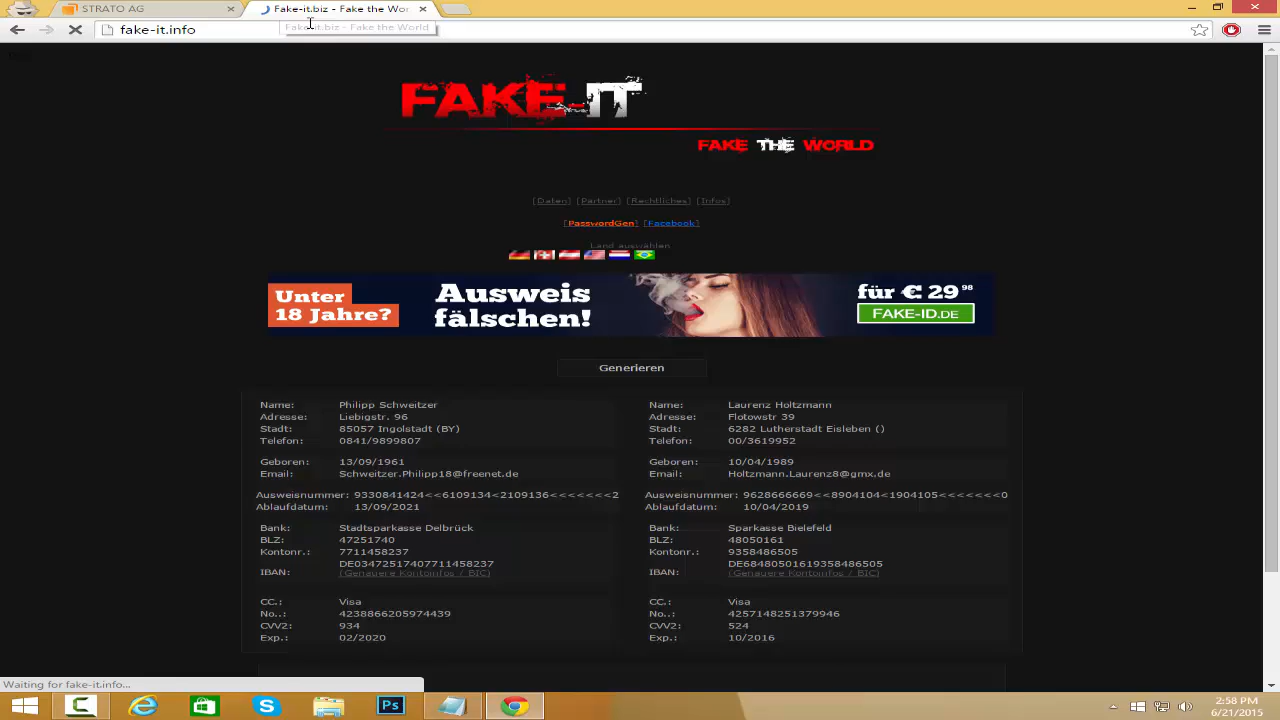 STRATO AG
Fake-it.biz - Fake the Wor
fake-it.info
Fake-it.biz - Fake the World
FAKE-IT
FAKE THE WORLD
[Daten] [Partner] [Rechtliches] [Infos]
[PasswordGen] [Facebook]
Land auswählen
Unter
18 Jahre?
Ausweis
fälschen!
für € 29 98
FAKE-ID.DE
Generieren
Name: Philipp Schweitzer
Adresse: Liebigstr. 96
Stadt: 85057 Ingolstadt (BY)
Telefon: 0841/9899807
Geboren: 13/09/1961
Email: Schweitzer.Philipp18@freenet.de
Ausweisnummer: 9330841424<<6109134<2109136<<<<<<<2
Ablaufdatum: 13/09/2021
Bank: Stadtsparkasse Delbrück
BLZ: 47251740
Kontonr.: 7711458237
DE03472517407711458237
IBAN: (Genauere Kontoinfos / BIC)
CC.: Visa
No..: 4238866205974439
CVV2: 934
Exp.: 02/2020
Name: Laurenz Holtzmann
Adresse: Flotowstr 39
Stadt: 6282 Lutherstadt Eisleben ()
Telefon: 00/3619952
Geboren: 10/04/1989
Email: Holtzmann.Laurenz8@gmx.de
Ausweisnummer: 9628666669<<8904104<1904105<<<<<<<0
Ablaufdatum: 10/04/2019
Bank: Sparkasse Bielefeld
BLZ: 48050161
Kontonr.: 9358486505
DE68480501619358486505
IBAN: (Genauere Kontoinfos / BIC)
CC.: Visa
No..: 4257148251379946
CVV2: 524
Exp.: 10/2016
Waiting for fake-it.info...
Ps
2:58 PM
6/21/2015